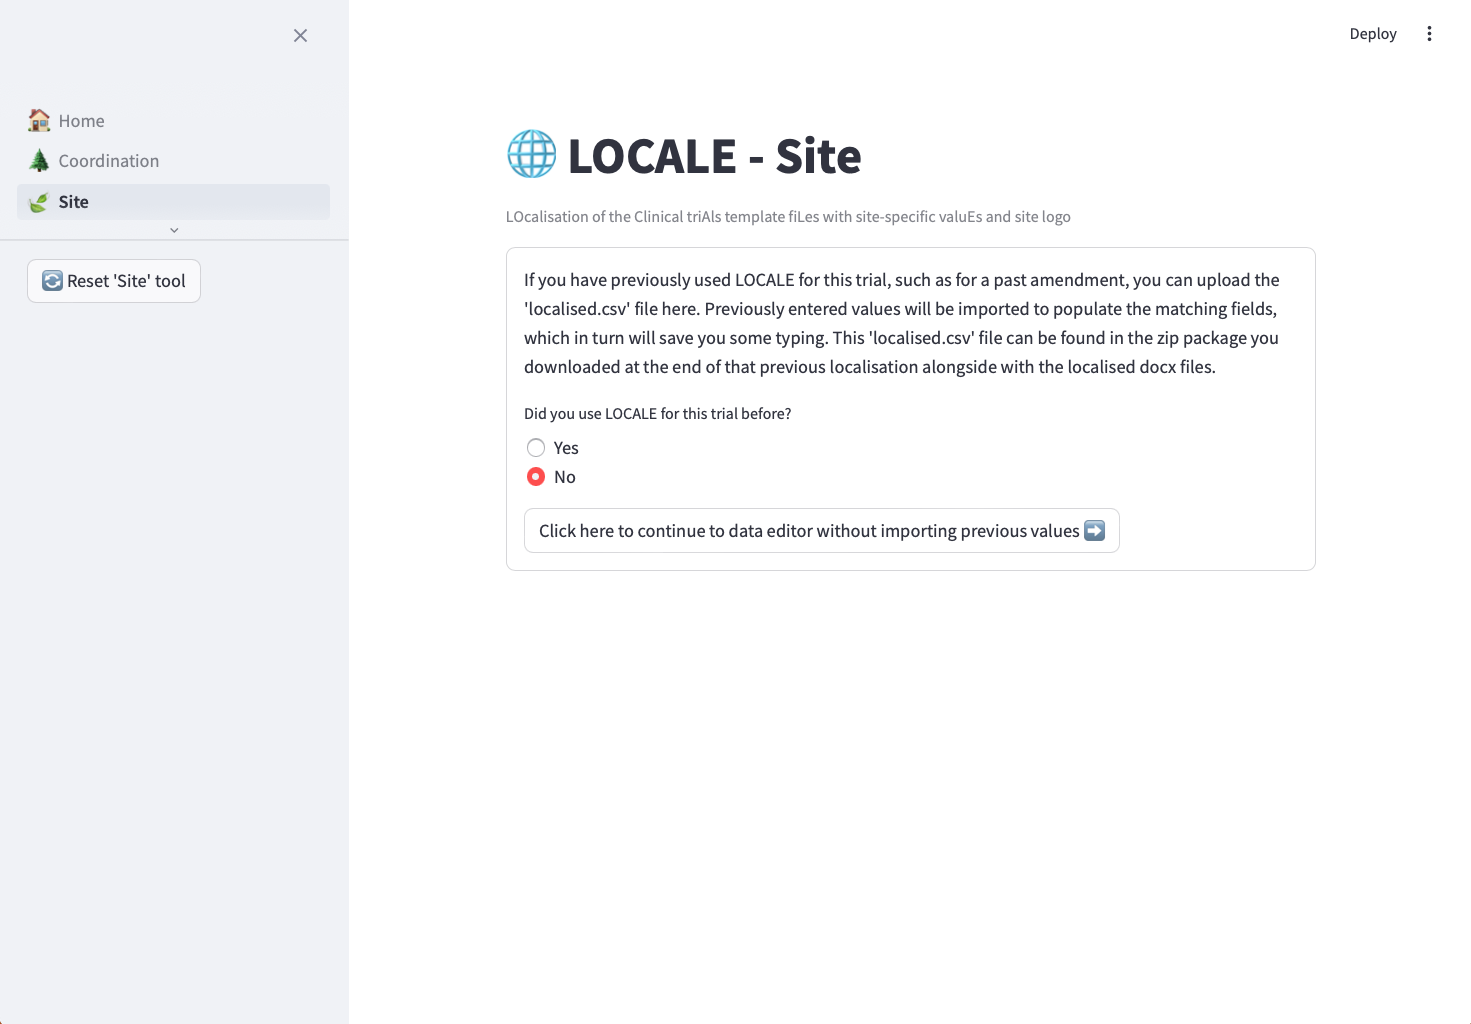 Deploy
Home
Coordination
Site
Reset 'Site' tool
LOCALE - Site
LOcalisation of the Clinical triAls template fiLes with site-specific valuEs and site logo
If you have previously used LOCALE for this trial, such as for a past amendment, you can upload the
'localised.csv' file here. Previously entered values will be imported to populate the matching fields,
which in turn will save you some typing. This 'localised.csv' file can be found in the zip package you
downloaded at the end of that previous localisation alongside with the localised docx files.
Did you use LOCALE for this trial before?
Yes
No
Click here to continue to data editor without importing previous values